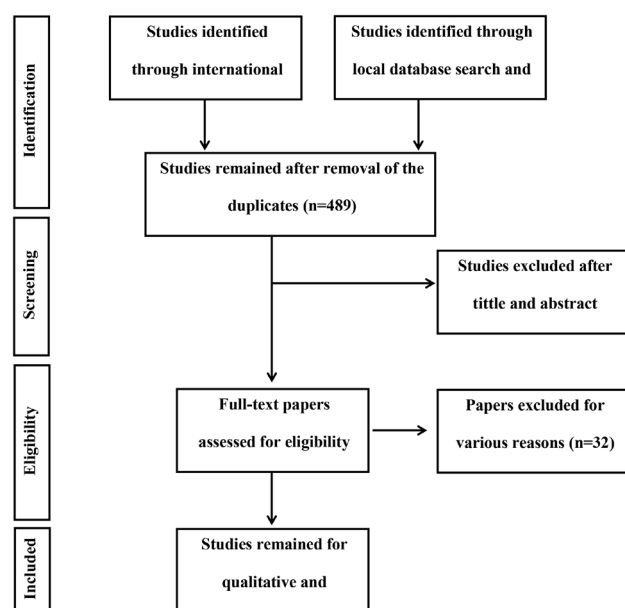 Identification
Studies identified
through international
Studies identified through
local database search and
Studies remained after removal of the
duplicates (n=489)
Screening
Studies excluded after
tittle and abstract
Eligibility
Full-text papers
assessed for eligibility
Papers excluded for
various reasons (n=32)
Included
Studies remained for
qualitative and